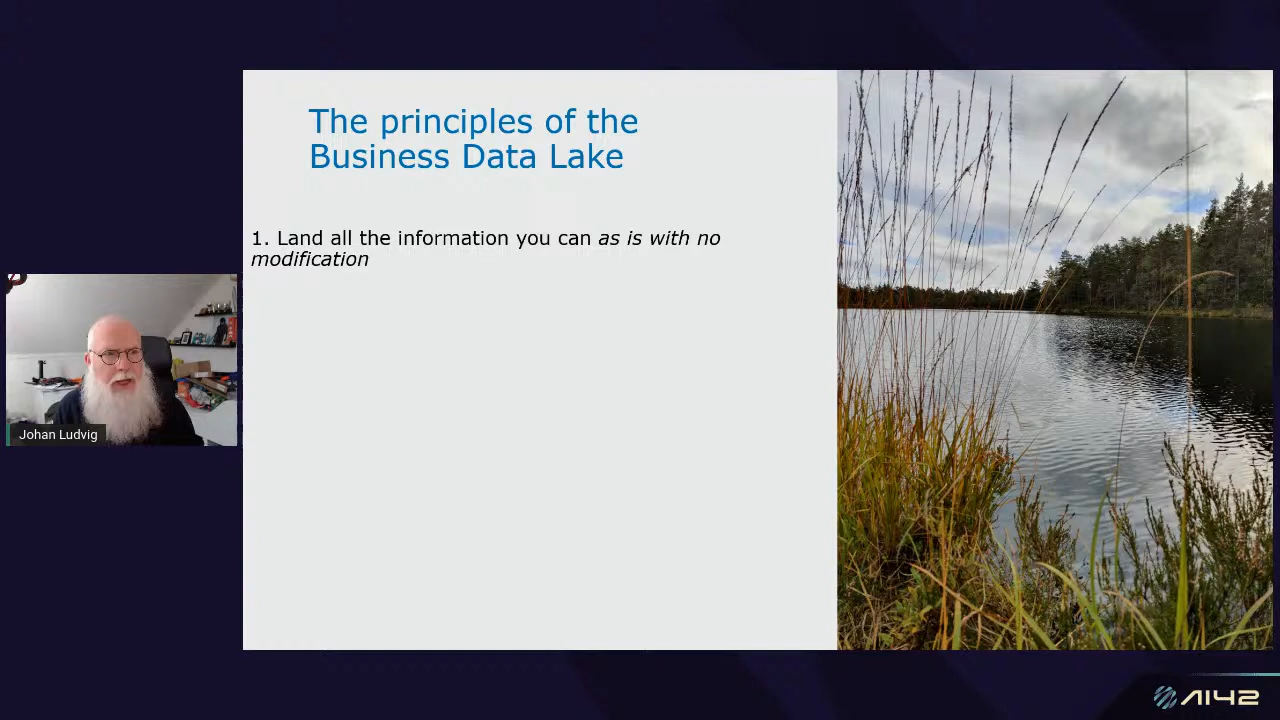 The principles of the
Business Data Lake
1. Land all the information you can as is with no
modification
Johan Ludvig
AI42